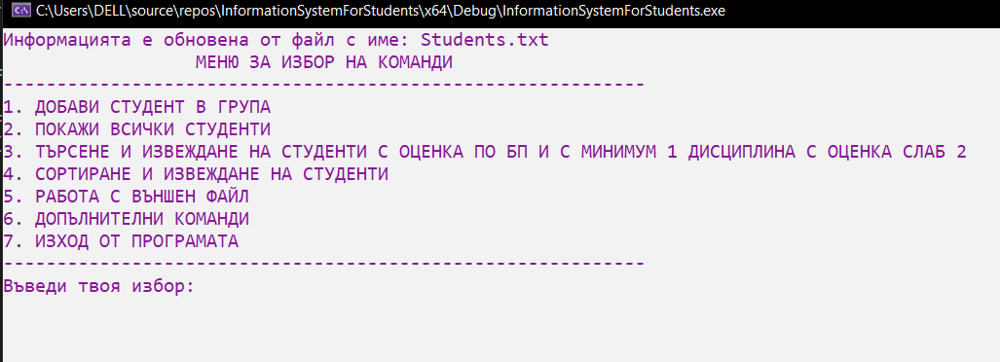 C:\Users\DELL\source\repos\InformationSystemForStudents\x64\Debug\InformationSystemForStudents.exe
Информацията е обновена от файл с име: Students.txt
МЕНЮ ЗА ИЗБОР НА КОМАНДИ
------------------------------------------------------------
1. ДОБАВИ СТУДЕНТ В ГРУПА
2. ПОКАЖИ ВСИЧКИ СТУДЕНТИ
3. ТЪРСЕНЕ И ИЗВЕЖДАНЕ НА СТУДЕНТИ С ОЦЕНКА ПО БП И С МИНИМУМ 1 ДИСЦИПЛИНА С ОЦЕНКА СЛАБ 2
4. СОРТИРАНЕ И ИЗВЕЖДАНЕ НА СТУДЕНТИ
5. РАБОТА С ВЪНШЕН ФАЙЛ
6. ДОПЪЛНИТЕЛНИ КОМАНДИ
7. ИЗХОД ОТ ПРОГРАМАТА
------------------------------------------------------------
Въведи твоя избор: